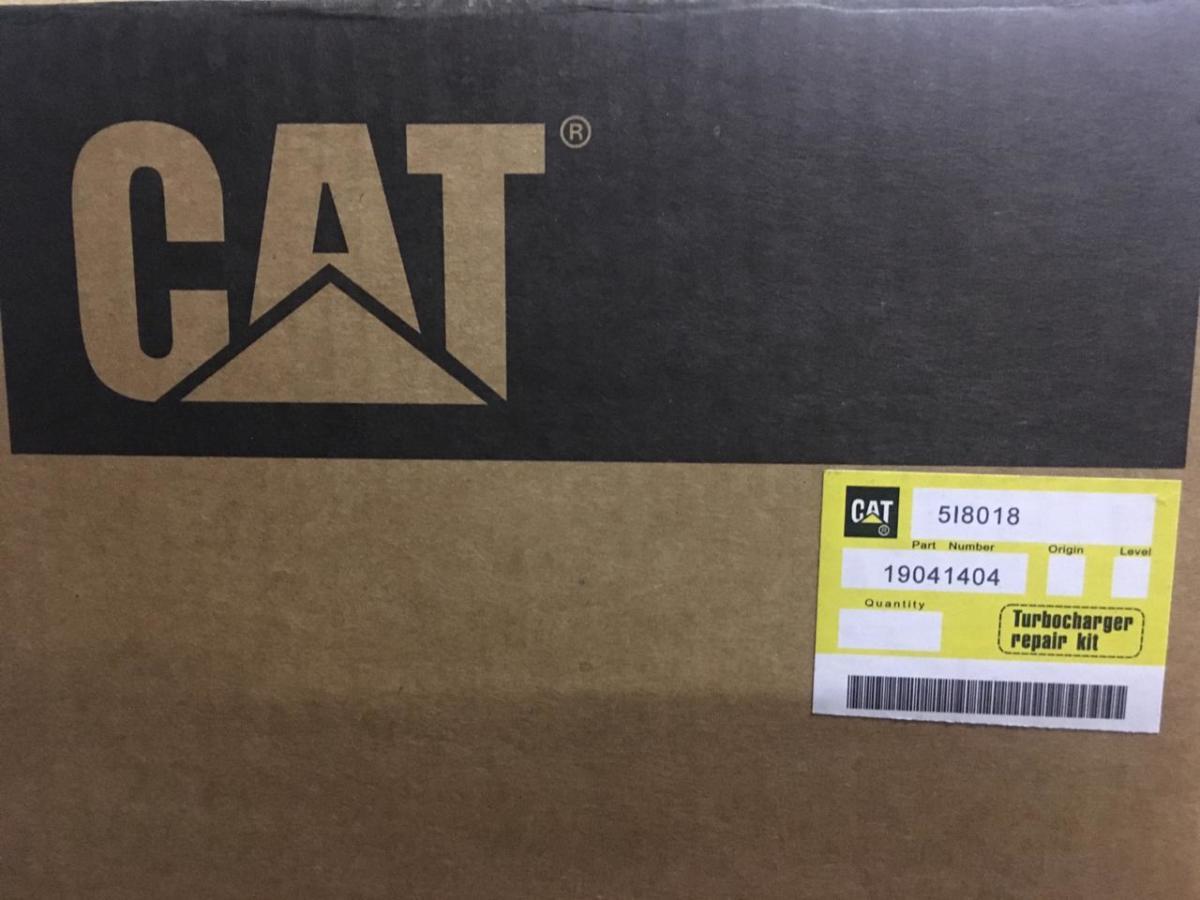 CAT®
CAT®
5I8018
Part Number
Origin
Level
19041404
Quantity
Turbocharger
repair kit